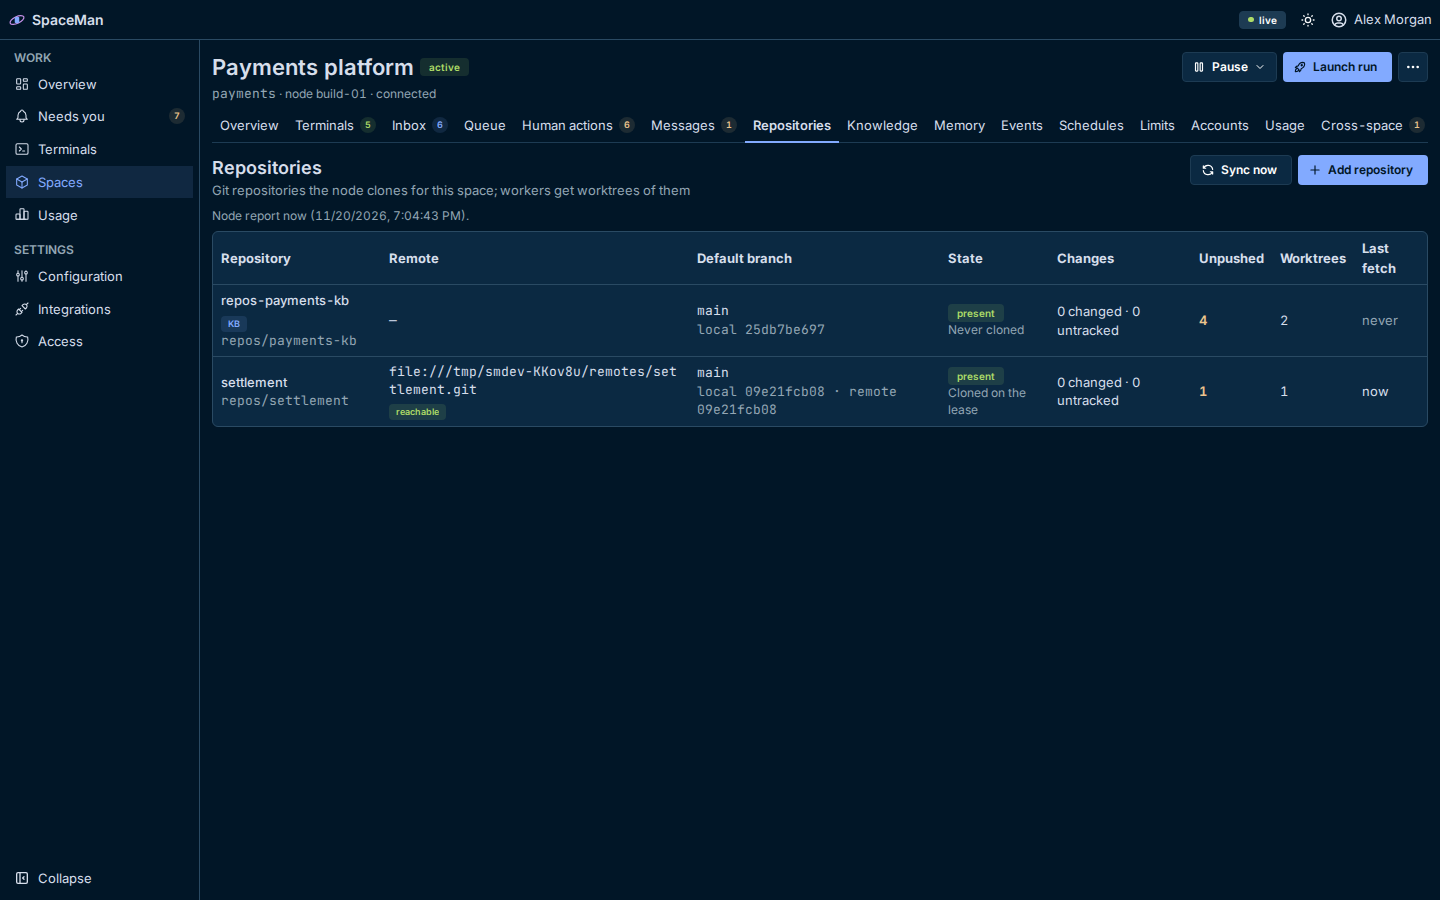 SpaceMan
live
Alex Morgan
WORK
Overview
Needs you 7
Terminals
Spaces
Usage
SETTINGS
Configuration
Integrations
Access
Collapse
Payments platform active
Pause
Launch run
payments · node build-01 · connected
Overview Terminals 5 Inbox 6 Queue Human actions 6 Messages 1 Repositories Knowledge Memory Events Schedules Limits Accounts Usage Cross-space 1
Repositories
Sync now
Add repository
Git repositories the node clones for this space; workers get worktrees of them
Node report now (11/20/2026, 7:04:43 PM).
Repository Remote Default branch State Changes Unpushed Worktrees Last fetch
repos-payments-kb
KB
repos/payments-kb
—
main
local 25db7be697
present
Never cloned
0 changed · 0
untracked
4
2
never
settlement
repos/settlement
file:///tmp/smdev-KKov8u/remotes/set
tlement.git
reachable
main
local 09e21fcb08 · remote
09e21fcb08
present
Cloned on the
lease
0 changed · 0
untracked
1
1
now